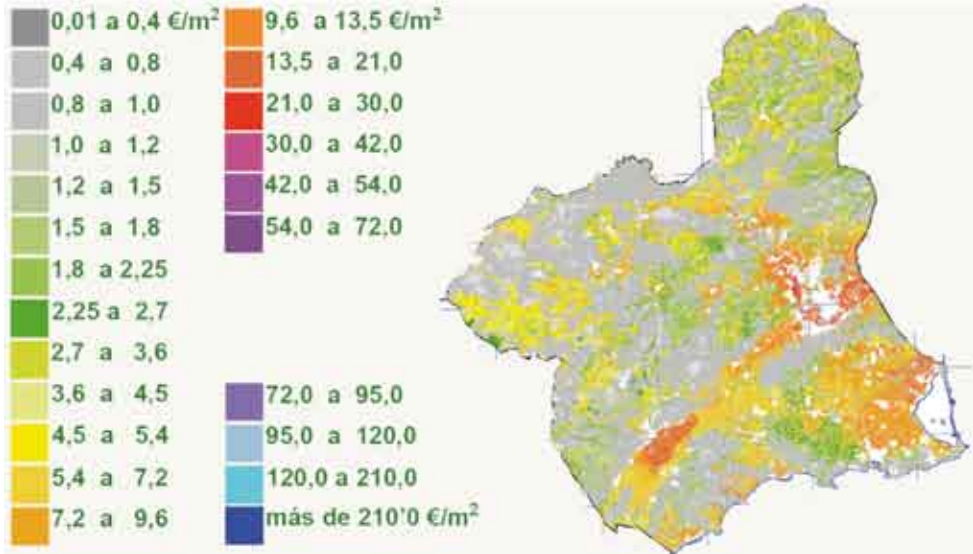 0,01 a 0,4 €/m²
0,4 a 0,8
0,8 a 1,0
1,0 a 1,2
1,2 a 1,5
1,5 a 1,8
1,8 a 2,25
2,25 a 2,7
2,7 a 3,6
3,6 a 4,5
4,5 a 5,4
5,4 a 7,2
7,2 a 9,6
9,6 a 13,5 €/m²
13,5 a 21,0
21,0 a 30,0
30,0 a 42,0
42,0 a 54,0
54,0 a 72,0
72,0 a 95,0
95,0 a 120,0
120,0 a 210,0
más de 210'0 €/m²